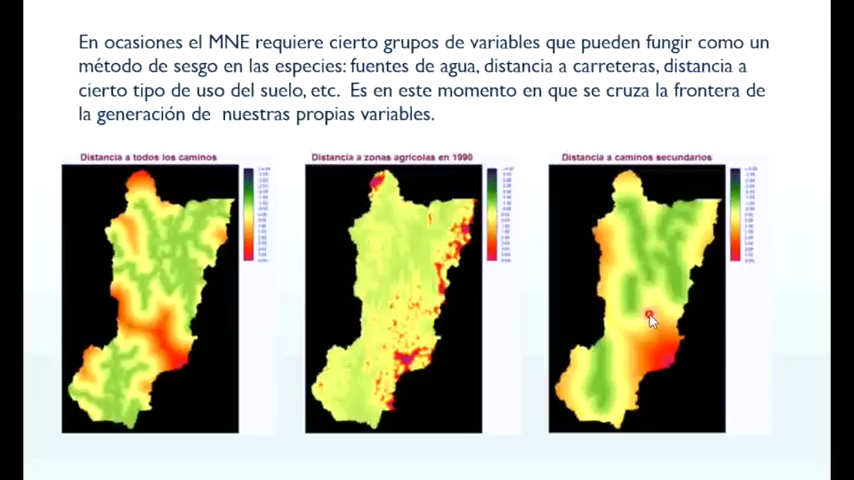 En ocasiones el MNE requiere cierto grupos de variables que pueden fungir como un
método de sesgo en las especies: fuentes de agua, distancia a carreteras, distancia a
cierto tipo de uso del suelo, etc. Es en este momento en que se cruza la frontera de
la generación de nuestras propias variables.
Distancia a todos los caminos
Distancia a zonas agrícolas en 1990
Distancia a caminos secundarios